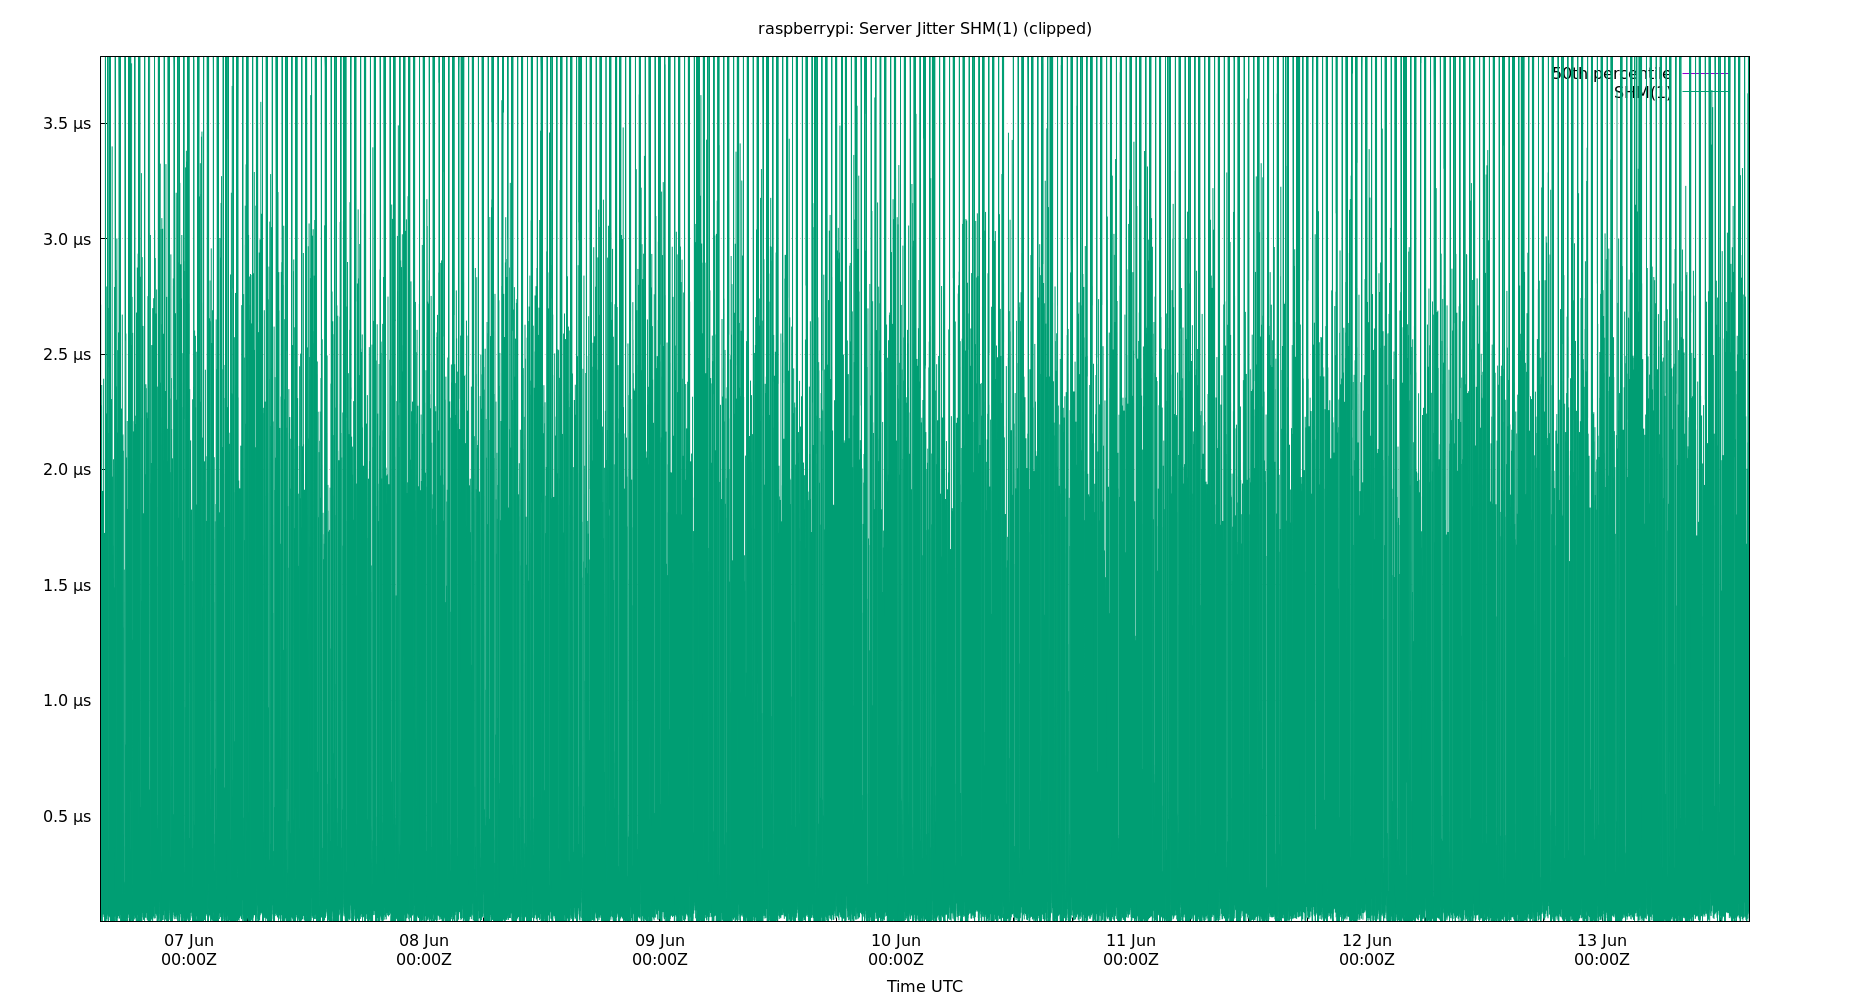 raspberrypi: Server Jitter SHM(1) (clipped)
50th percentile
SHM(1)
3.5 µs
3.0 µs
2.5 µs
2.0 µs
1.5 µs
1.0 µs
0.5 µs
07 Jun 08 Jun 09 Jun 10 Jun 11 Jun 12 Jun 13 Jun
00:00Z 00:00Z 00:00Z 00:00Z 00:00Z 00:00Z 00:00Z
Time UTC